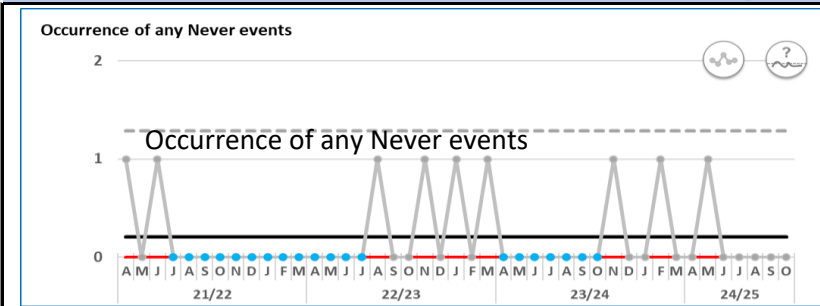 Occurrence of any Never events
2
?
Occurrence of any Never events
1
0
A M J J A S O N D J F M A M J J A S O N D J F M A M J J A S O N D J F M A M J J A S O
21/22 22/23 23/24 24/25